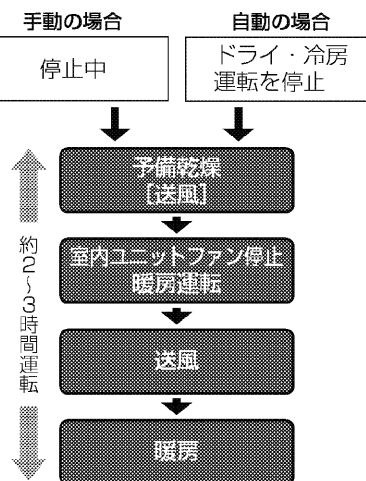 手動の場合
自動の場合
停止中
ドライ・冷房
運転を停止
予備乾燥
[送風]
室内ユニットファン停止
暖房運転
送風
暖房
約2～3時間運転